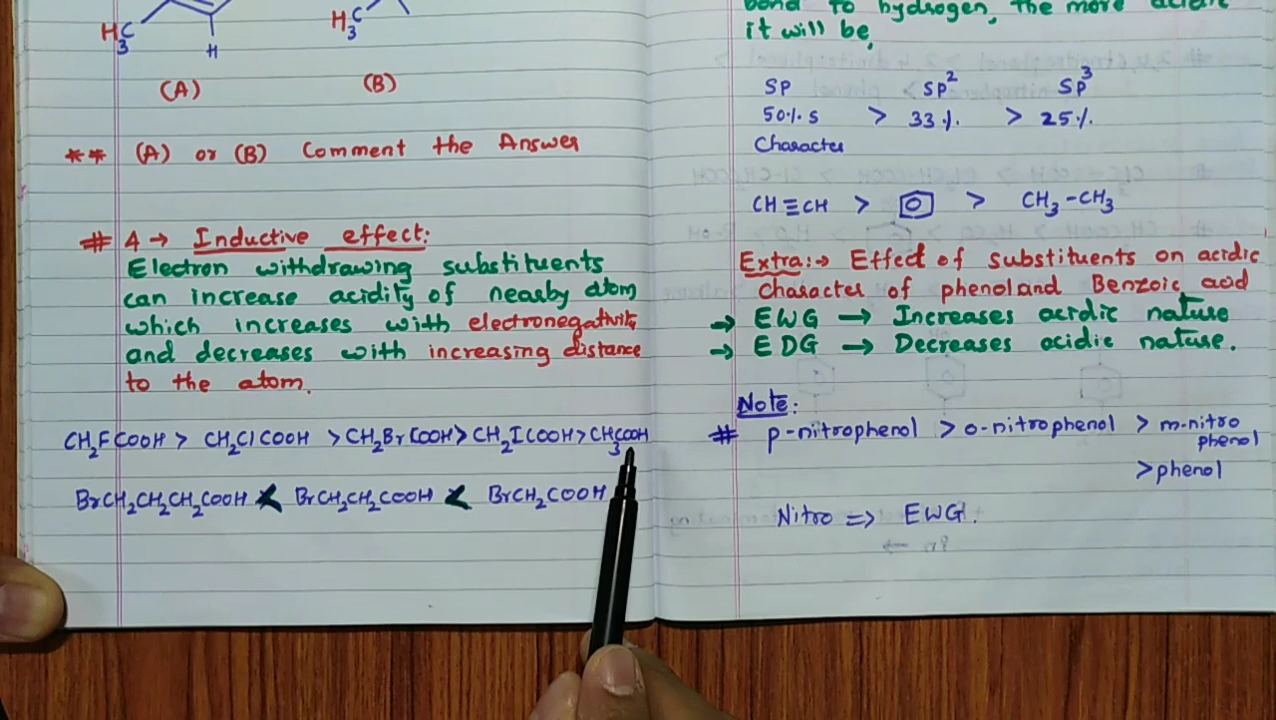 H3C
H
H3C
(A)
(B)
** (A) or (B) Comment the Answer
# 4 → Inductive effect:
Electron withdrawing substituents
can increase acidity of nearby atom
which increases with electronegativity
and decreases with increasing distance
to the atom.
CH2FCOOH > CH2ClCOOH > CH2BrCOOH > CH2ICOOH > CH3COOH
BrCH2CH2CH2COOH < BrCH2CH2COOH < BrCH2COOH
bond to hydrogen, the more acidic
it will be,
SP SP2 SP3
50%.S > 33%. > 25%.
Character
CH≡CH > > CH3-CH3
Extra:→ Effect of substituents on acidic
Character of phenol and Benzoic acid
→ EWG → Increases acidic nature
→ EDG → Decreases acidic nature.
Note:
# p-nitrophenol > o-nitrophenol > m-nitro
phenol
> phenol
Nitro => EWG.